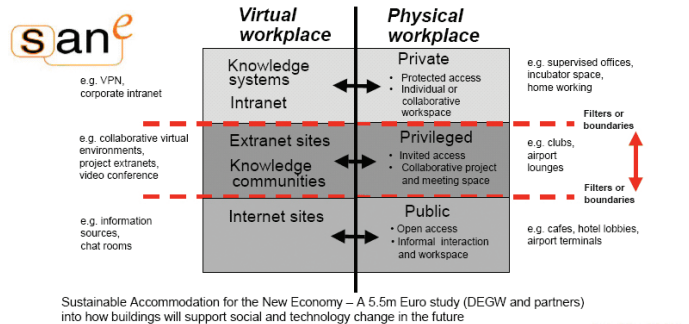 sane
Virtual
workplace
Physical
workplace
e.g. VPN,
corporate intranet
Knowledge
systems
Intranet
Private
• Protected access
• Individual or
collaborative
workspace
e.g. supervised offices,
incubator space,
home working
Filters or
boundaries
e.g. collaborative virtual
environments,
project extranets,
video conference
Extranet sites
Knowledge
communities
Privileged
• Invited access
• Collaborative project
and meeting space
e.g. clubs,
airport
lounges
Filters or
boundaries
e.g. information
sources,
chat rooms
Internet sites
Public
• Open access
• Informal interaction
and workspace
e.g. cafes, hotel lobbies,
airport terminals
Sustainable Accommodation for the New Economy – A 5.5m Euro study (DEGW and partners)
into how buildings will support social and technology change in the future